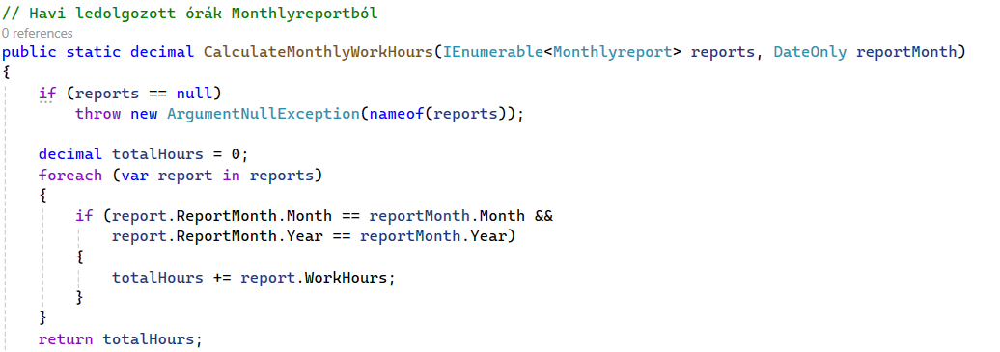 // Havi ledolgozott órák Monthlyreportból
0 references
public static decimal CalculateMonthlyWorkHours(IEnumerable<Monthlyreport> reports, DateOnly reportMonth)
{
    if (reports == null)
        throw new ArgumentNullException(nameof(reports));
    decimal totalHours = 0;
    foreach (var report in reports)
    {
        if (report.ReportMonth.Month == reportMonth.Month &&
            report.ReportMonth.Year == reportMonth.Year)
        {
            totalHours += report.WorkHours;
        }
    }
    return totalHours;